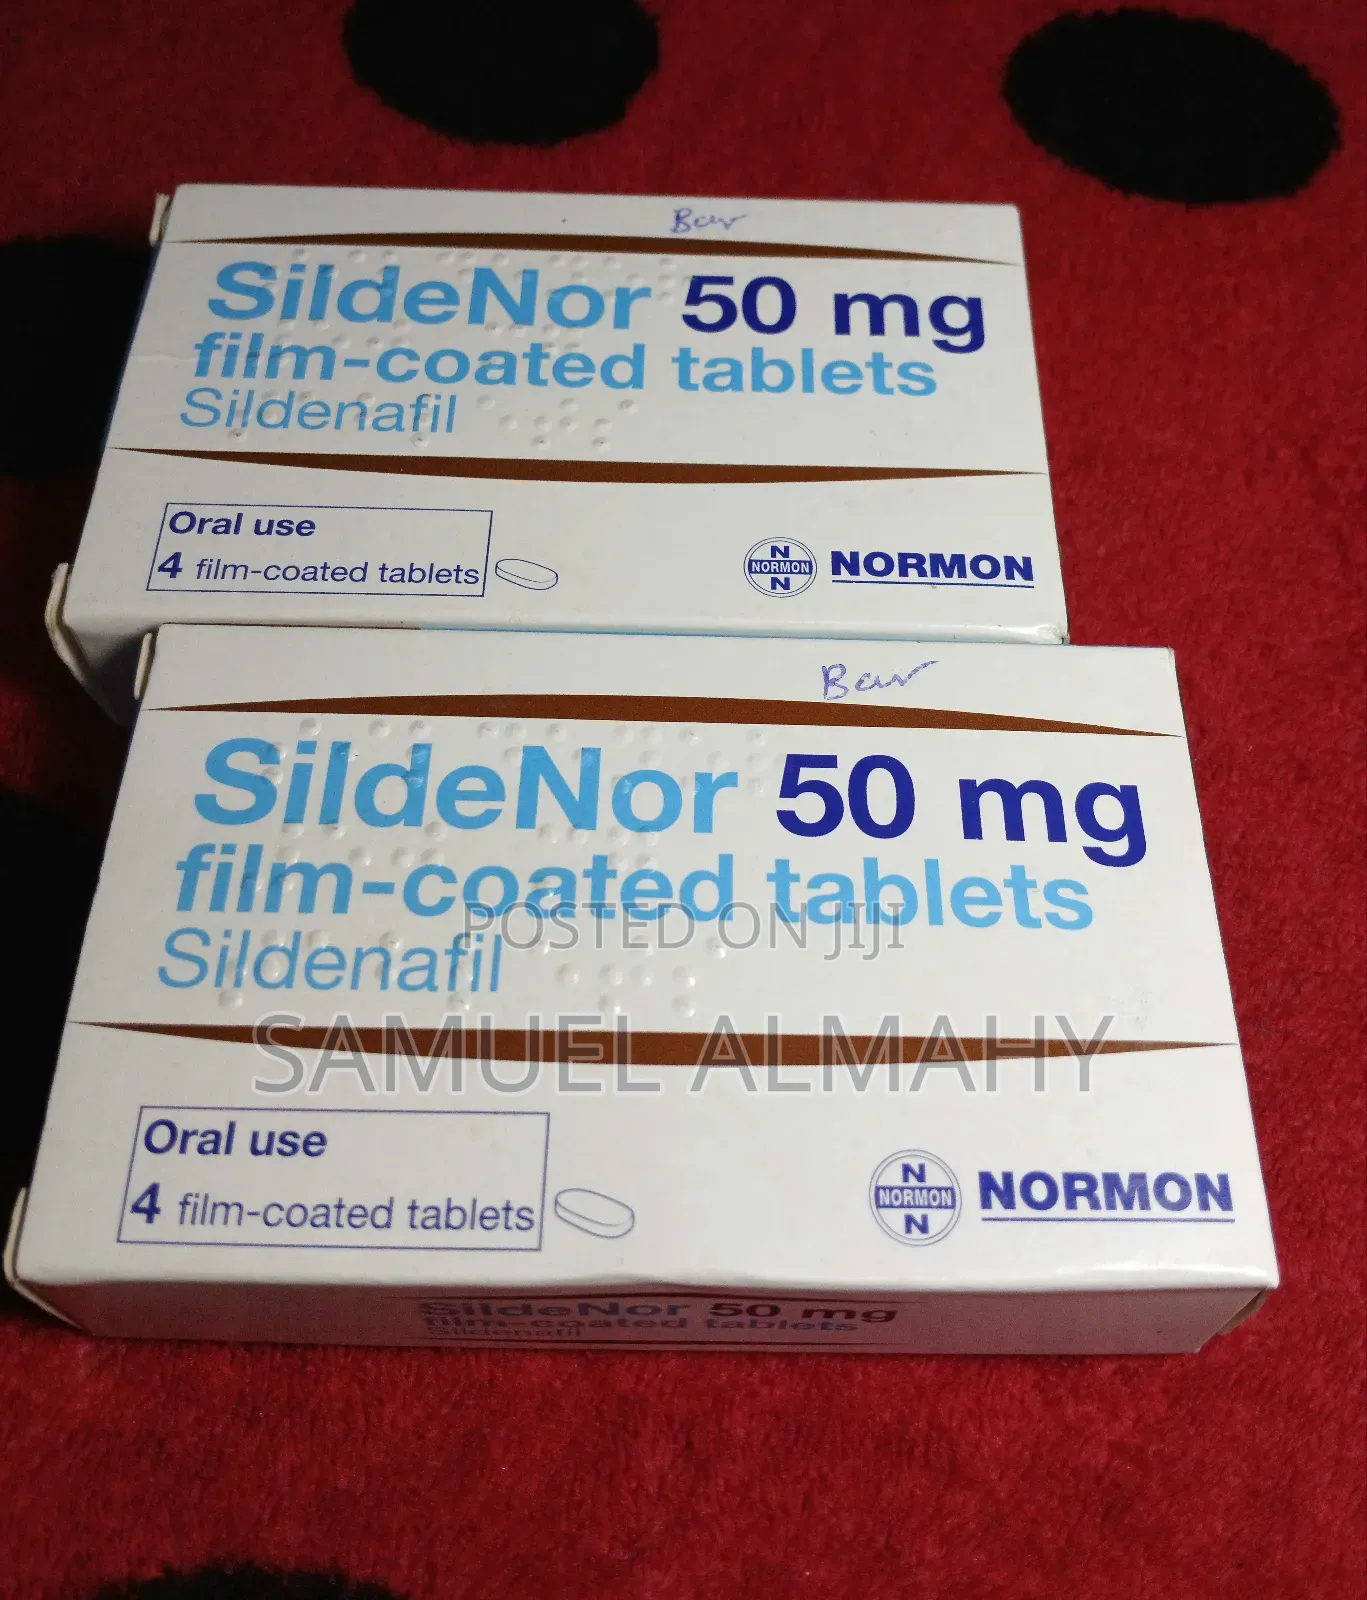 Bav
SildeNor 50 mg
film-coated tablets
Sildenafil
Oral use
4 film-coated tablets
N
NORMON
N
NORMON
Bav
SildeNor 50 mg
film-coated tablets
Sildenafil
POSTED ON JIJI
SAMUEL ALMAHY
Oral use
4 film-coated tablets
N
NORMON
N
NORMON
SildeNor 50 mg
film-coated tablets
Sildenafil